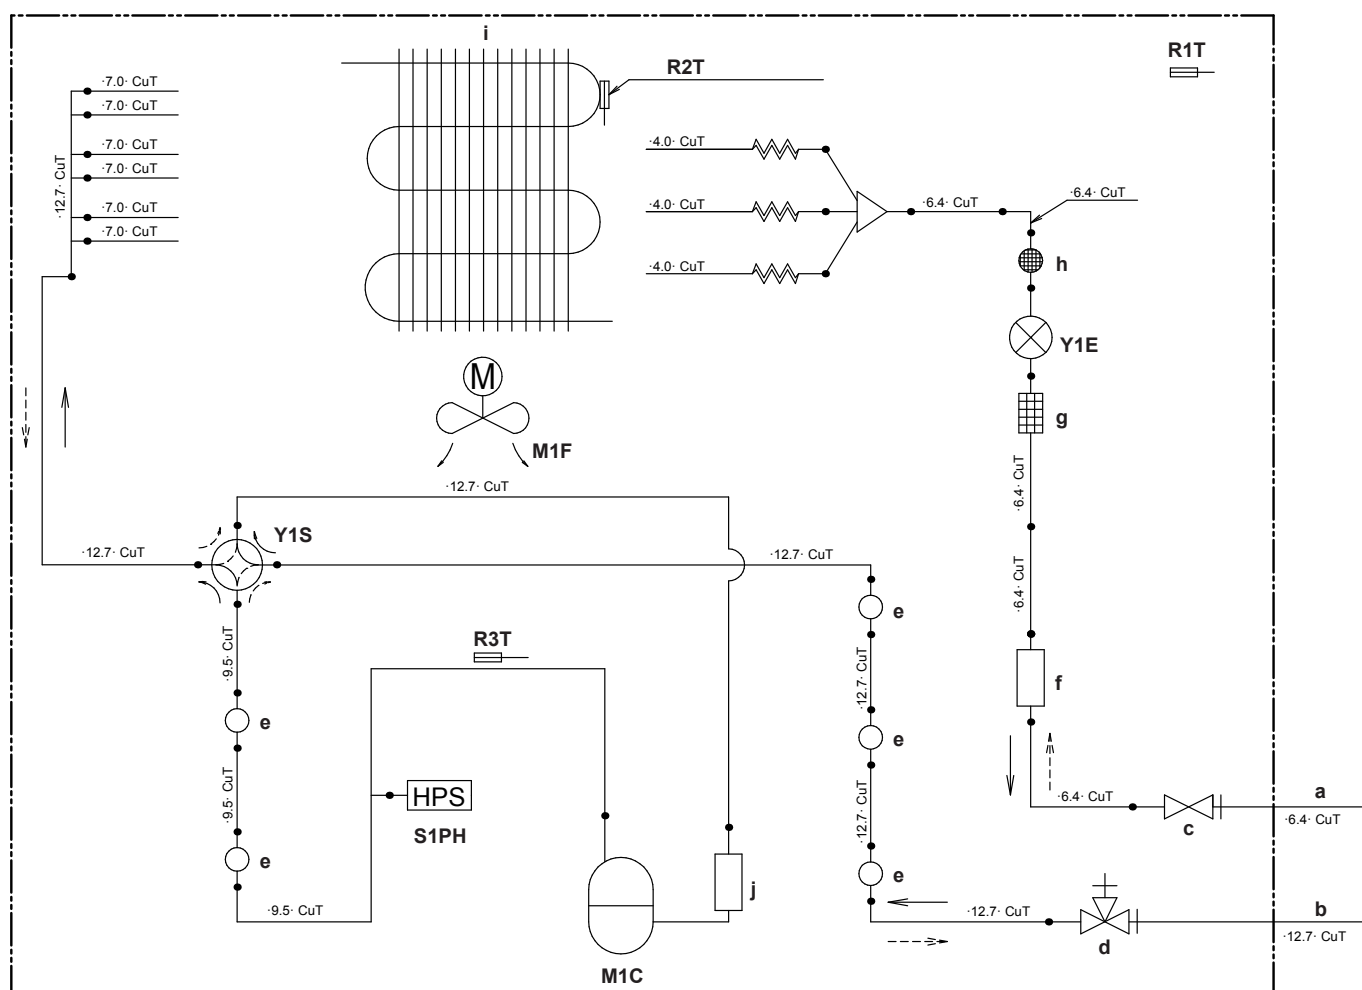 i
R1T
R2T
·7.0· CuT
·7.0· CuT
·7.0· CuT
·7.0· CuT
·7.0· CuT
·7.0· CuT
·12.7· CuT
·4.0· CuT
·4.0· CuT
·4.0· CuT
·6.4· CuT
·6.4· CuT
h
Y1E
g
M
M1F
·12.7· CuT
·6.4· CuT
Y1S
·12.7· CuT
·12.7· CuT
·6.4· CuT
e
·9.5· CuT
R3T
·12.7· CuT
f
e
e
·9.5· CuT
HPS
S1PH
·12.7· CuT
·6.4· CuT
a
c
·6.4· CuT
e
e
j
·9.5· CuT
·12.7· CuT
b
d
·12.7· CuT
M1C